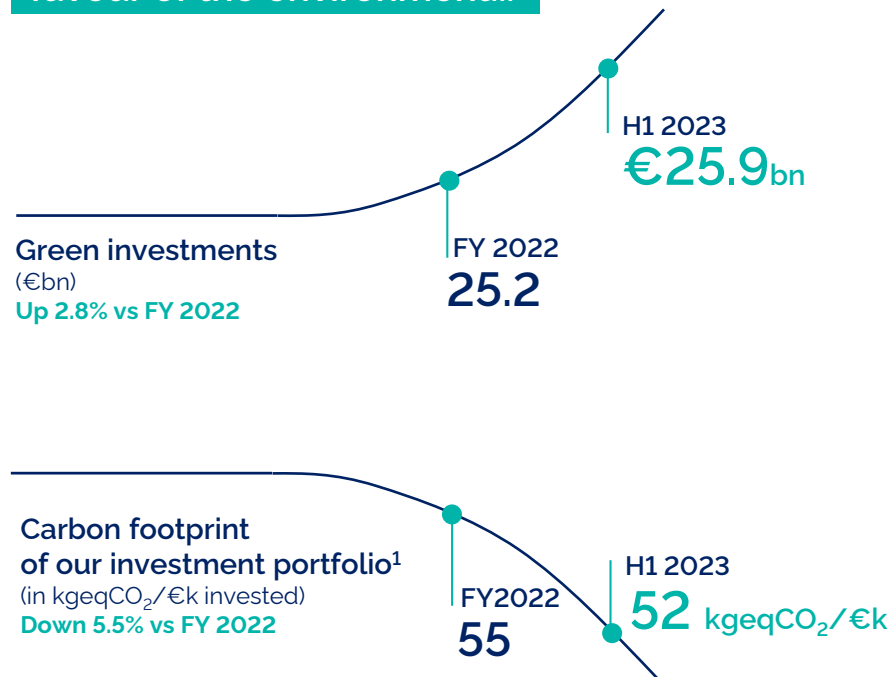 Green investments
(€bn)
Up 2.8% vs FY 2022
FY 2022
25.2
H1 2023
€25.9bn
Carbon footprint
of our investment portfolio¹
(in kgeqCO₂/€k invested)
Down 5.5% vs FY 2022
FY2022
55
H1 2023
52 kgeqCO₂/€k